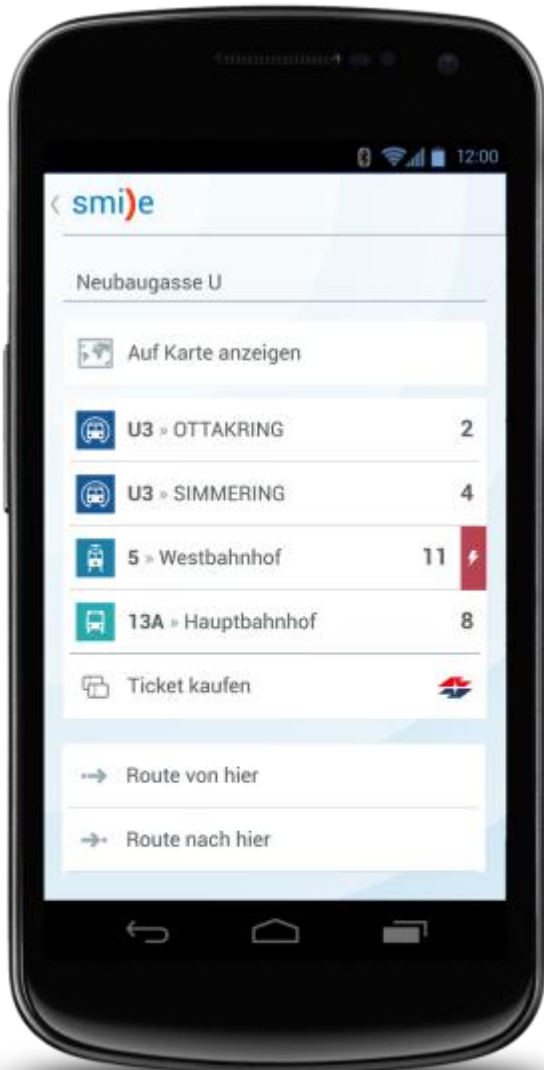 12:00
smile
Neubaugasse U
Auf Karte anzeigen
U3 » OTTAKRING 2
U3 » SIMMERING 4
5 » Westbahnhof 11
13A » Hauptbahnhof 8
Ticket kaufen
Route von hier
Route nach hier